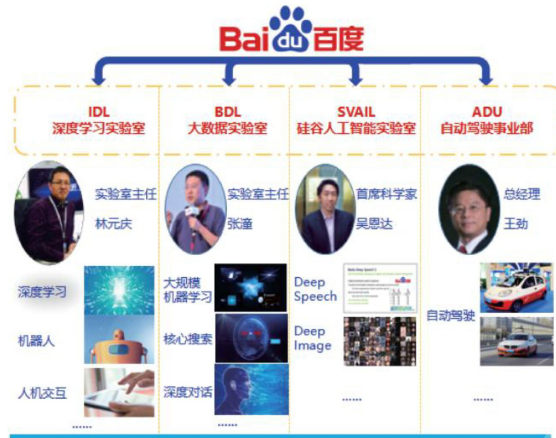 Baidu百度
IDL
深度学习实验室
BDL
大数据实验室
SVAIL
硅谷人工智能实验室
ADU
自动驾驶事业部
实验室主任
林元庆
实验室主任
张潼
首席科学家
吴恩达
总经理
王劲
深度学习
机器人
人机交互
......
大规模
机器学习
核心搜索
深度对话
......
Deep
Speech
Deep
Image
......
自动驾驶
......